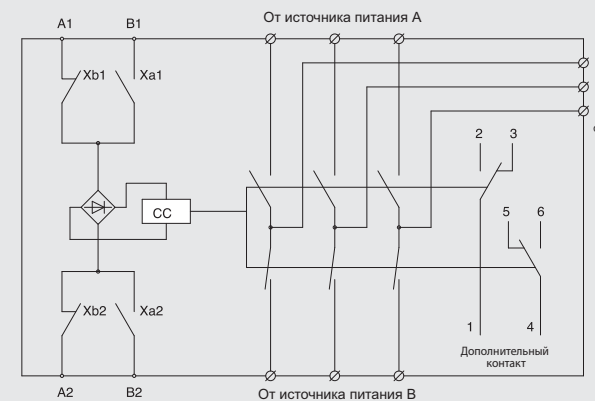 От источника питания А
A1
B1
Xb1
Xa1
2
3
CC
5
6
Xb2
Xa2
1
4
Дополнительный
контакт
A2
B2
От источника питания В